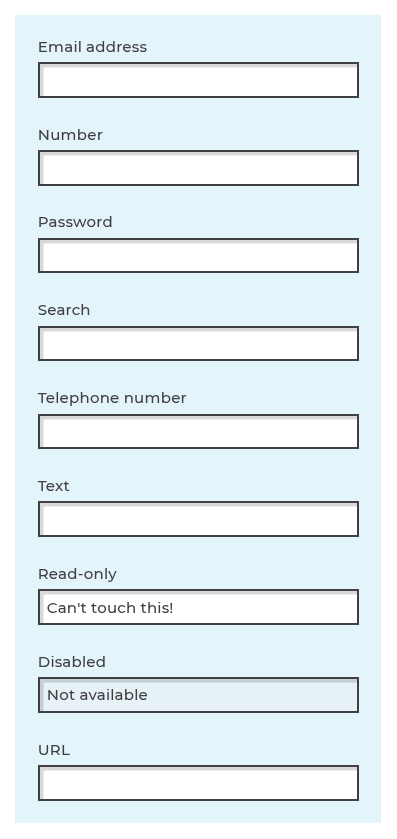 Email address
Number
Password
Search
Telephone number
Text
Read-only
Can't touch this!
Disabled
Not available
URL